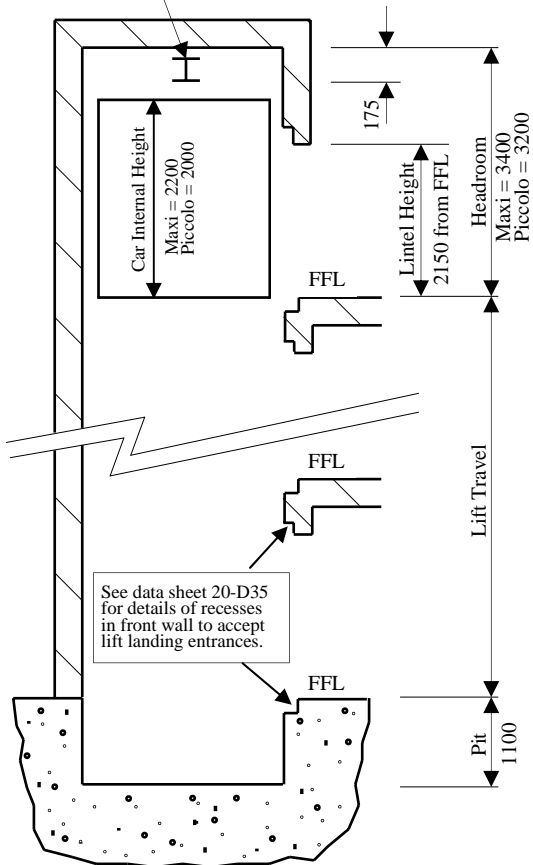 175
Car Internal Height
Maxi = 2200
Piccolo = 2000
Lintel Height
2150 from FFL
Headroom
Maxi = 3400
Piccolo = 3200
FFL
FFL
Lift Travel
See data sheet 20-D35
for details of recesses
in front wall to accept
lift landing entrances.
FFL
Pit
1100